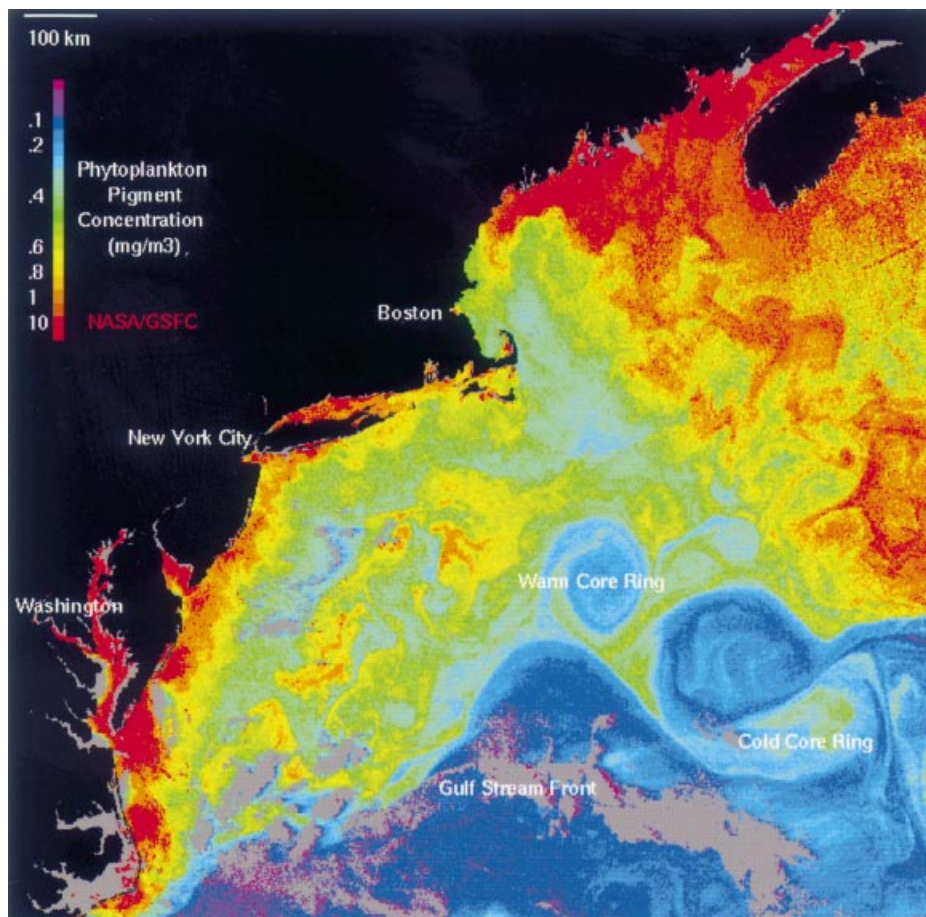 100 km
.1
.2
.4
.6
.8
1
10
Phytoplankton
Pigment
Concentration
(mg/m3)
NASA/GSFC
Boston
New York City
Washington
Warm Core Ring
Cold Core Ring
Gulf Stream Front